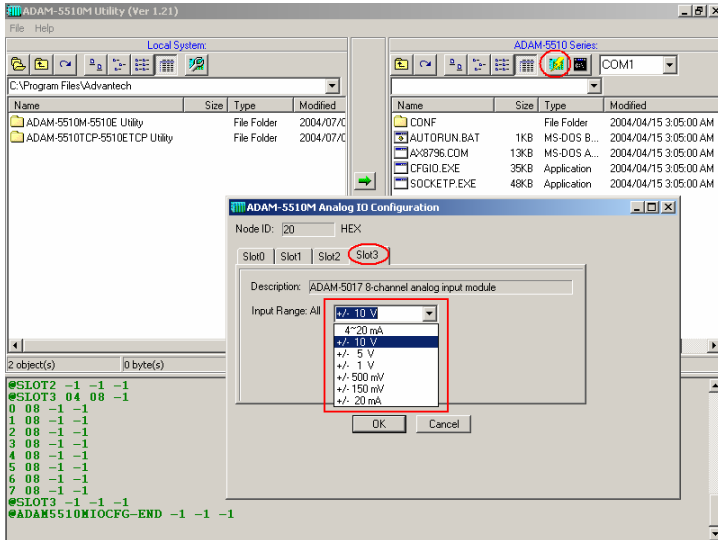 ADAM-5510M Utility (Ver 1.21)
File Help
Local System:
ADAM-5510 Series:
COM1
C:\Program Files\Advantech
Name Size Type Modified
ADAM-5510M-5510E Utility File Folder 2004/07/0
ADAM-5510TCP-5510ETCP Utility File Folder 2004/07/0
Name Size Type Modified
CONF File Folder 2004/04/15 3:05:00 AM
AUTORUN.BAT 1KB MS-DOS B... 2004/04/15 3:05:00 AM
AX8796.COM 13KB MS-DOS A... 2004/04/15 3:05:00 AM
CFGIO.EXE 35KB Application 2004/04/15 3:05:00 AM
SOCKETP.EXE 48KB Application 2004/04/15 3:05:00 AM
ADAM-5510M Analog IO Configuration
Node ID: 20 HEX
Slot0 Slot1 Slot2 Slot3
Description: ADAM-5017 8-channel analog input module
Input Range: All +/- 10 V
4~20 mA
+/- 10 V
+/- 5 V
+/- 1 V
+/- 500 mV
+/- 150 mV
+/- 20 mA
OK Cancel
2 object(s) 0 byte(s)
@SLOT2 -1 -1 -1
@SLOT3 04 08 -1
0 08 -1 -1
1 08 -1 -1
2 08 -1 -1
3 08 -1 -1
4 08 -1 -1
5 08 -1 -1
6 08 -1 -1
7 08 -1 -1
@SLOT3 -1 -1 -1
@ADAM5510MIOCFG-END -1 -1 -1